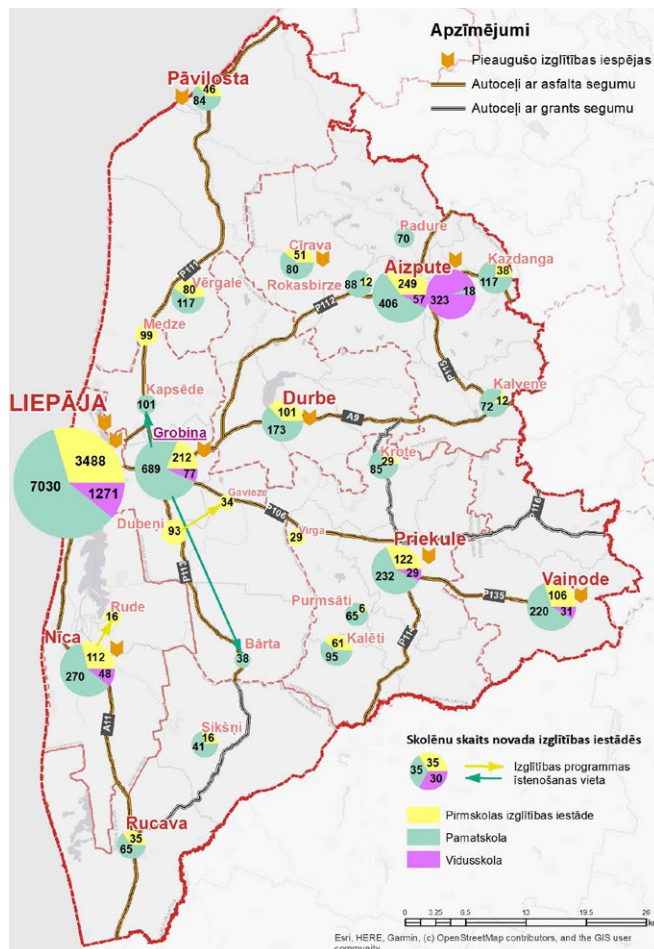 Apzīmējumi
Pieaugušo izglītības iespējas
Autoceļi ar asfalta segumu
Autoceļi ar grants segumu
Pāvilosta
46
84
Padure
70
Cīrava
51
80
Aizpute
249
406
57
323
18
Kazdanga
38
117
Rokasbirze
88
12
P111
P112
Vērgale
80
117
Medze
99
P115
Kapsēde
101
Kalvene
72
12
LIEPĀJA
3488
7030
1271
Grobiņa
212
689
77
Durbe
101
173
A9
Krote
29
85
Gavieze
34
P106
Dubeņi
93
Virga
29
P116
Priekule
122
232
29
Vaiņode
106
220
31
P135
P113
Rude
16
Purmsāti
65
6
P114
Nīca
112
270
48
Bārta
38
Kalēti
61
95
A11
Sikšņi
16
41
Rucava
35
65
Skolēnu skaits novada izglītības iestādēs
35
35
30
Izglītības programmas
īstenošanas vieta
Pirmskolas izglītības iestāde
Pamatskola
Vidusskola
0 3.25 6.5 13 19.5 26
Esri, HERE, Garmin, (c) OpenStreetMap contributors, and the GIS user
community